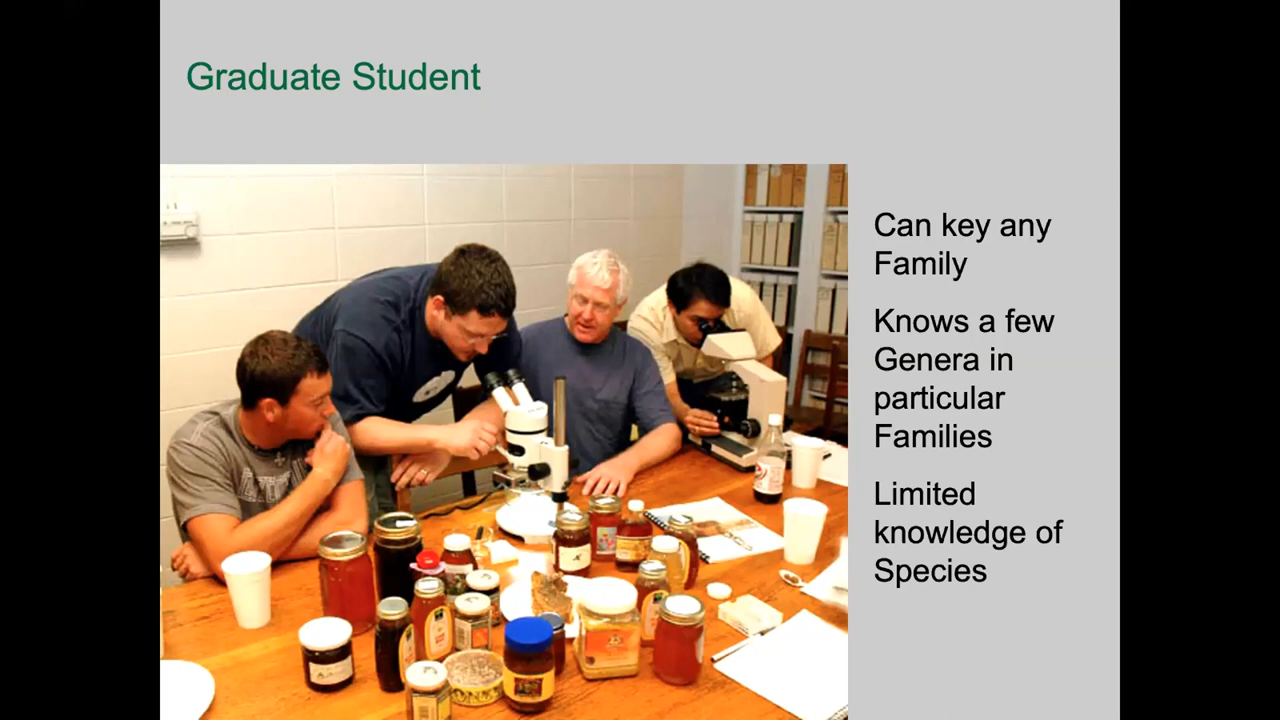 Graduate Student
Can key any
Family
Knows a few
Genera in
particular
Families
Limited
knowledge of
Species